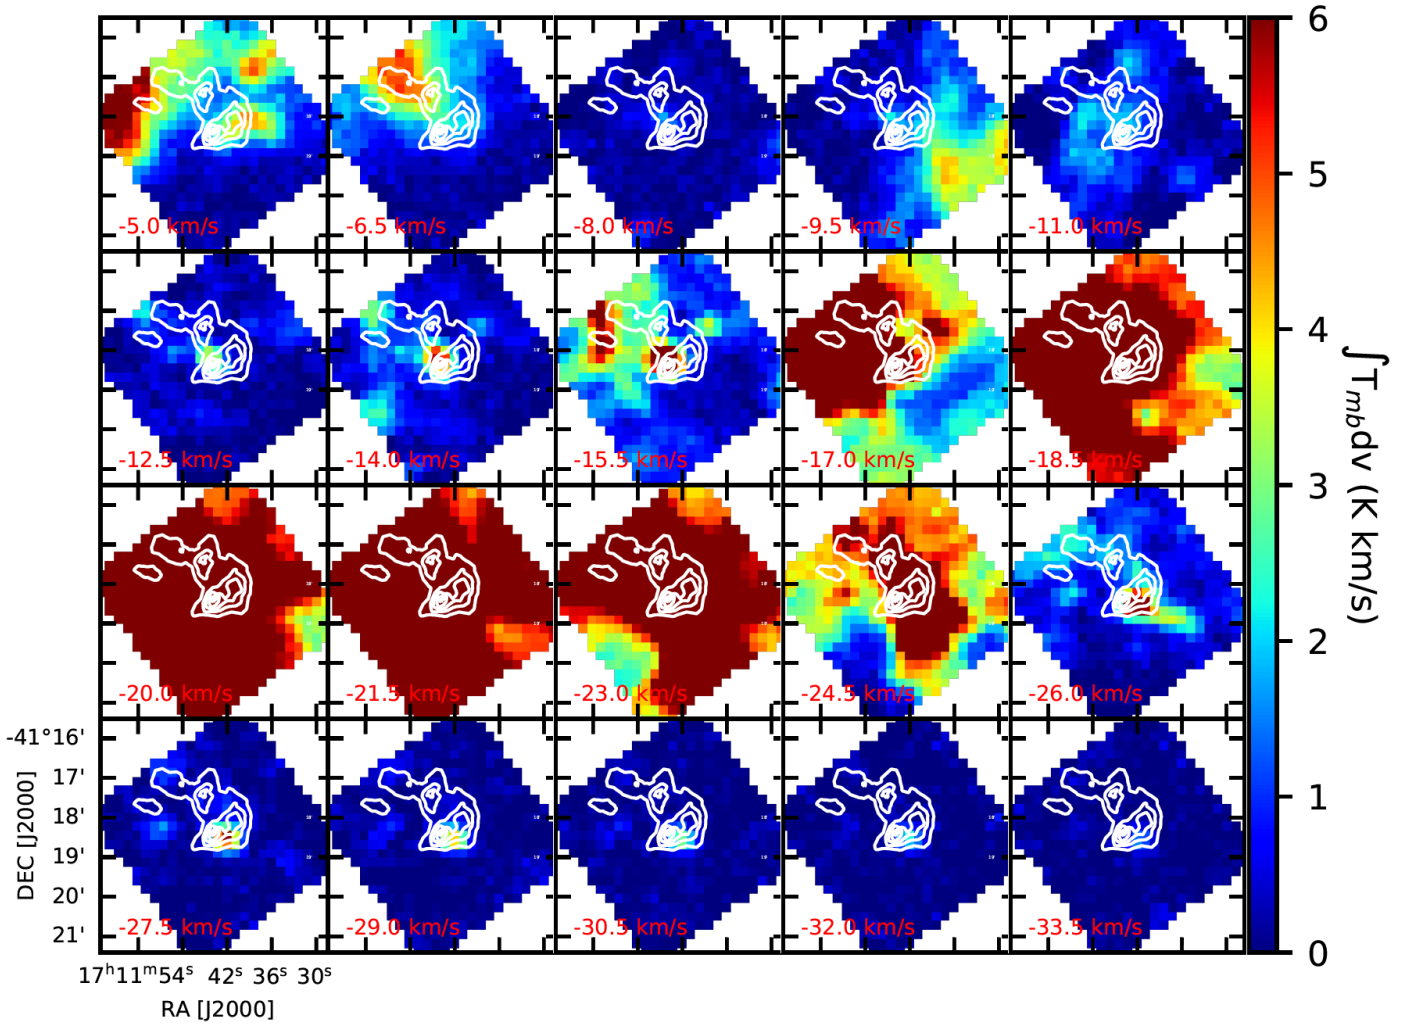 -5.0 km/s
-6.5 km/s
-8.0 km/s
-9.5 km/s
-11.0 km/s
-12.5 km/s
-14.0 km/s
-15.5 km/s
-17.0 km/s
-18.5 km/s
-20.0 km/s
-21.5 km/s
-23.0 km/s
-24.5 km/s
-26.0 km/s
-27.5 km/s
-29.0 km/s
-30.5 km/s
-32.0 km/s
-33.5 km/s
-41°16'
17'
18'
19'
20'
21'
DEC [J2000]
17ʰ11ᵐ54ˢ 42ˢ 36ˢ 30ˢ
RA [J2000]
6
5
4
3
2
1
0
∫T_mb dv (K km/s)